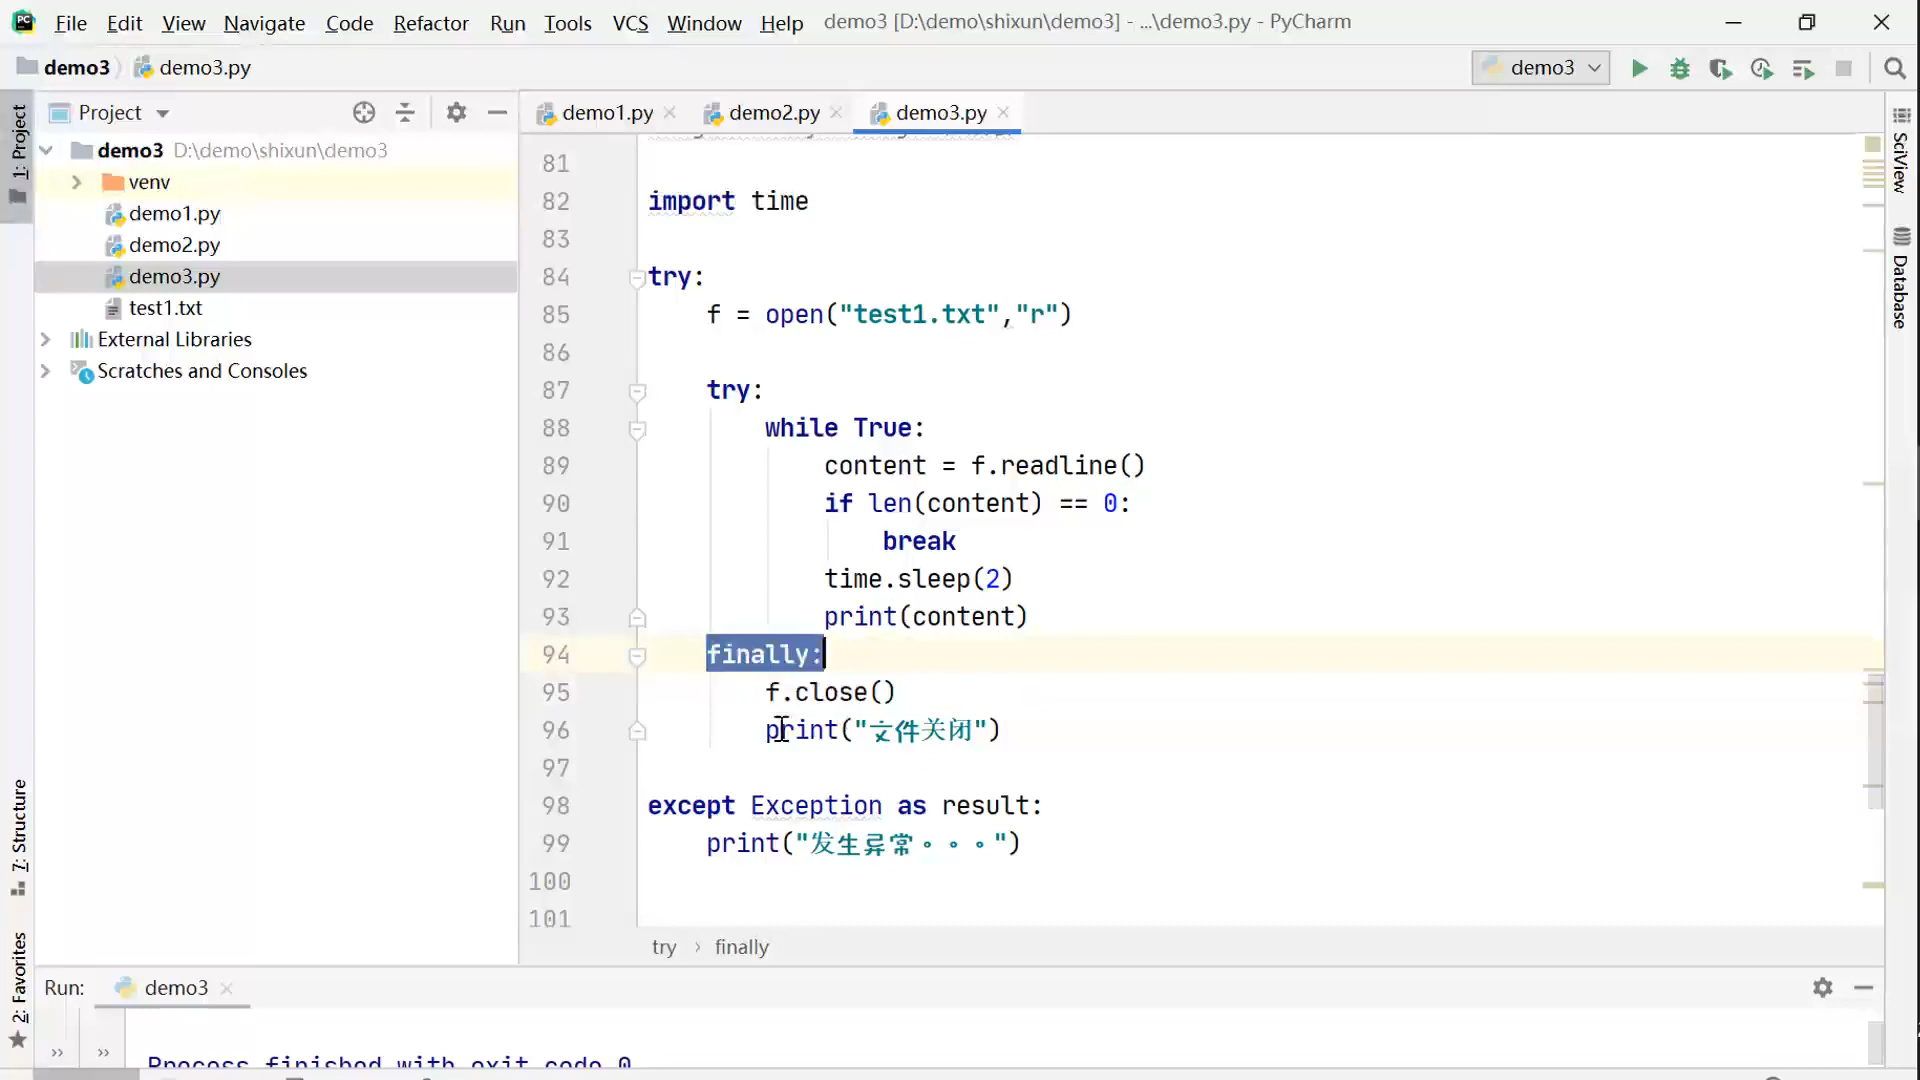 File Edit View Navigate Code Refactor Run Tools VCS Window Help demo3 [D:\demo\shixun\demo3] - ...\demo3.py - PyCharm
demo3 demo3.py demo3
1: Project
Project
demo1.py demo2.py demo3.py
demo3 D:\demo\shixun\demo3
venv
demo1.py
demo2.py
demo3.py
test1.txt
External Libraries
Scratches and Consoles
81
82 import time
83
84 try:
85 f = open("test1.txt","r")
86
87 try:
88 while True:
89 content = f.readline()
90 if len(content) == 0:
91 break
92 time.sleep(2)
93 print(content)
94 finally:
95 f.close()
96 print("文件关闭")
97
98 except Exception as result:
99 print("发生异常。。。")
100
101
try › finally
SciView
Database
7: Structure
2: Favorites
Run: demo3
Process finished with exit code 0